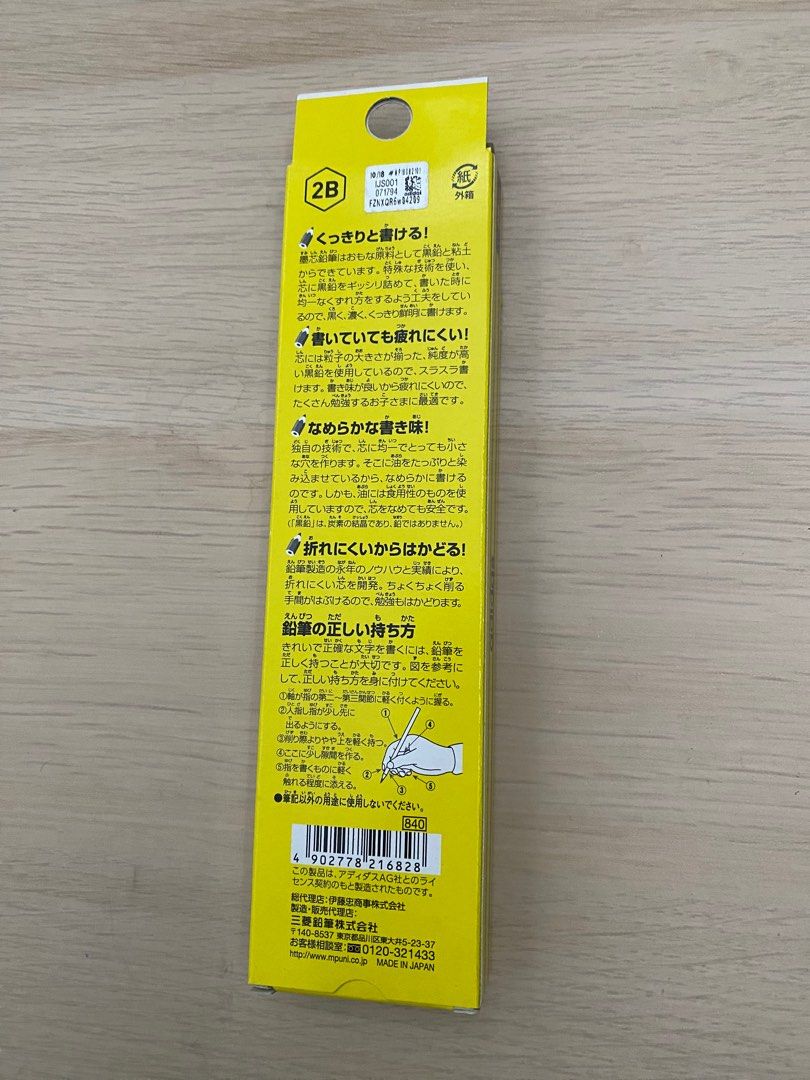 2B
10/18
IJS001
071794
FZNXQR6w04209
紙
外箱
くっきりと書ける!
墨芯鉛筆はおもな原料として黒鉛と粘土
からできています。特殊な技術を使い、
芯に黒鉛をギッシリ詰めて、書いた時に
均一なくずれ方をするよう工夫をしてい
るので、黒く、濃く、くっきり鮮明に書けます。
書いていても疲れにくい!
芯には粒子の大きさが揃った、純度が高
い黒鉛を使用しているので、スラスラ書
けます。書き味が良いから疲れにくいので、
たくさん勉強するお子さまに最適です。
なめらかな書き味!
独自の技術で、芯に均一でとっても小さ
な穴を作ります。そこに油をたっぷりと染
み込ませているから、なめらかに書ける
のです。しかも、油には食用性のものを使
用していますので、芯をなめても安全です。
(「黒鉛」は、炭素の結晶であり、鉛ではありません。)
折れにくいからはかどる!
鉛筆製造の永年のノウハウと実績により、
折れにくい芯を開発。ちょくちょく削る
手間がはぶけるので、勉強もはかどります。
鉛筆の正しい持ち方
きれいで正確な文字を書くには、鉛筆を
正しく持つことが大切です。図を参考に
して、正しい持ち方を身に付けてください。
①軸が指の第二〜第三関節に軽く付くように握る。
②人指し指が少し先に
出るようにする。
③削り際よりやや上を軽く持つ。
④ここに少し隙間を作る。
⑤指を書くものに軽く
触れる程度に添える。
① ④
② ③ ⑤
●筆記以外の用途に使用しないでください。
840
4 902778 216828
この製品は、アディダスAG社とのライ
センス契約のもと製造されたものです。
総代理店:伊藤忠商事株式会社
製造・販売代理店:
三菱鉛筆株式会社
〒140-8537 東京都品川区東大井5-23-37
お客様相談室:0120-321433
http://www.mpuni.co.jp MADE IN JAPAN